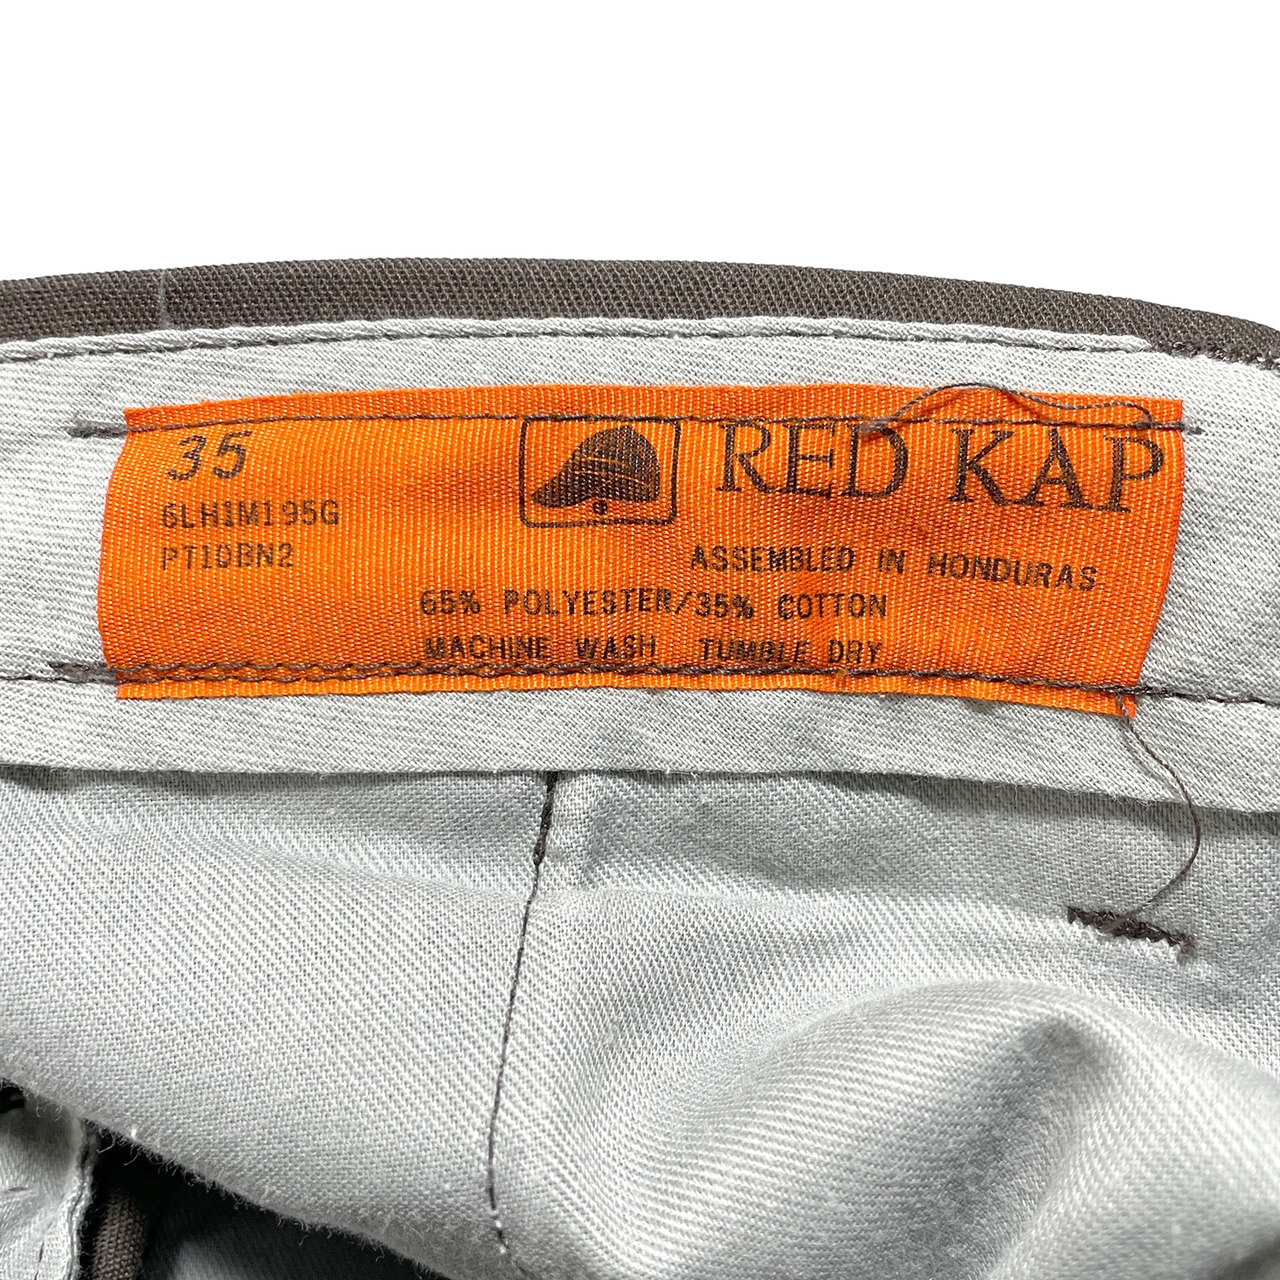 35
RED KAP
6LH1M195G
PT10BN2
ASSEMBLED IN HONDURAS
65% POLYESTER/35% COTTON
MACHINE WASH TUMBLE DRY